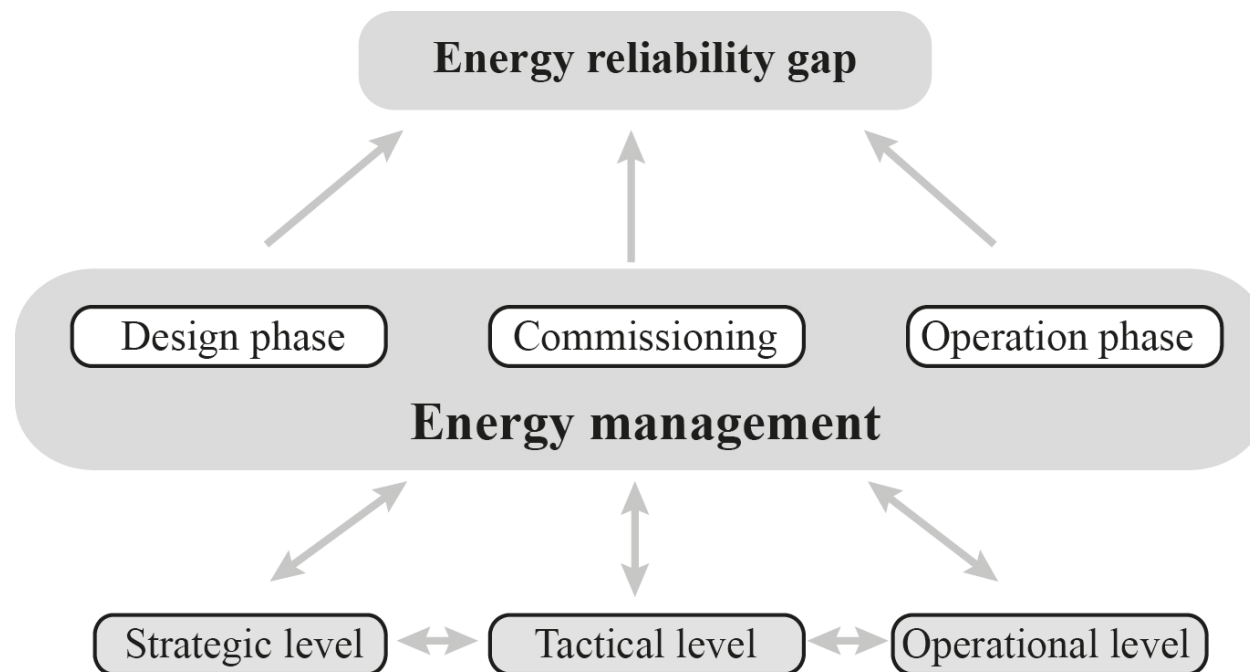 Energy reliability gap
Design phase
Commissioning
Operation phase
Energy management
Strategic level
Tactical level
Operational level